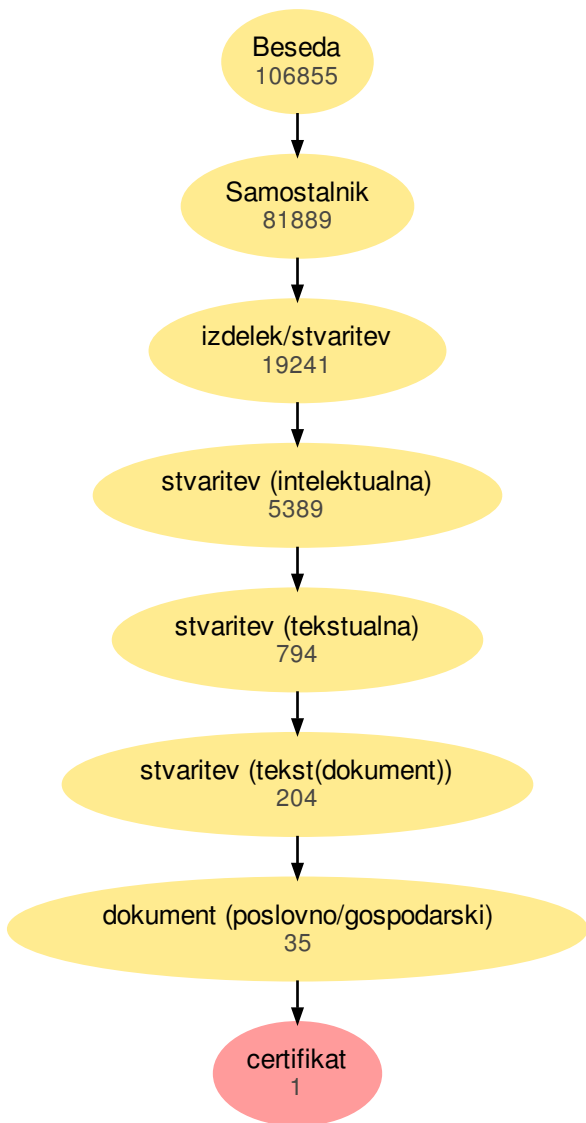 Beseda
106855
Samostalnik
81889
izdelek/stvaritev
19241
stvaritev (intelektualna)
5389
stvaritev (tekstualna)
794
stvaritev (tekst(dokument))
204
dokument (poslovno/gospodarski)
35
certifikat
1